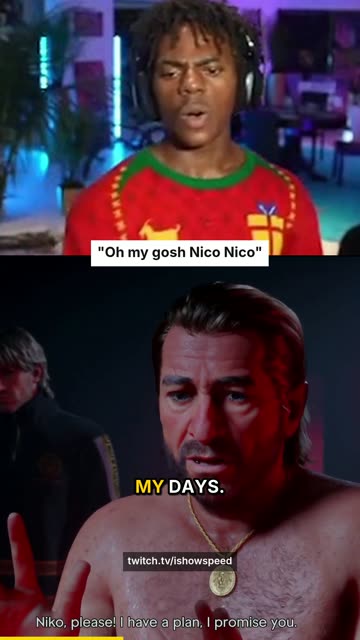 "Oh my gosh Nico Nico"
MY DAYS.
twitch.tv/ishowspeed
Niko, please! I have a plan, I promise you.